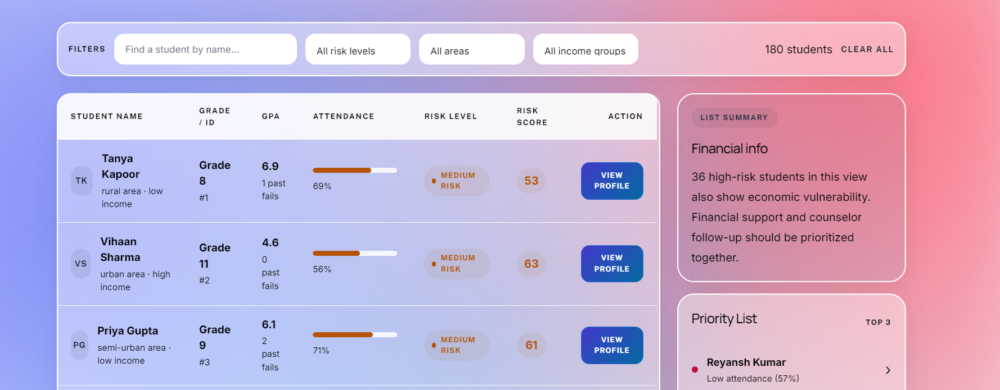 FILTERS
Find a student by name...
All risk levels
All areas
All income groups
180 students
CLEAR ALL
STUDENT NAME
GRADE
/ ID
GPA
ATTENDANCE
RISK LEVEL
RISK
SCORE
ACTION
TK
Tanya
Kapoor
rural area · low
income
Grade
8
#1
6.9
1 past
fails
69%
MEDIUM
RISK
53
VIEW
PROFILE
VS
Vihaan
Sharma
urban area · high
income
Grade
11
#2
4.6
0
past
fails
56%
MEDIUM
RISK
63
VIEW
PROFILE
PG
Priya Gupta
semi-urban area ·
low income
Grade
9
#3
6.1
2
past
fails
71%
MEDIUM
RISK
61
VIEW
PROFILE
LIST SUMMARY
Financial info
36 high-risk students in this view
also show economic vulnerability.
Financial support and counselor
follow-up should be prioritized
together.
Priority List
TOP 3
Reyansh Kumar
Low attendance (57%)